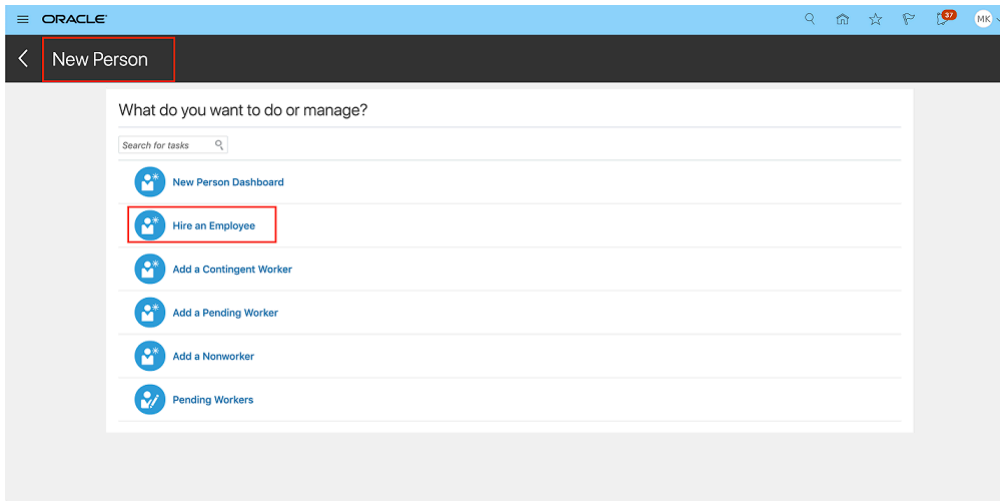 ORACLE
37
MK
New Person
What do you want to do or manage?
Search for tasks
New Person Dashboard
Hire an Employee
Add a Contingent Worker
Add a Pending Worker
Add a Nonworker
Pending Workers